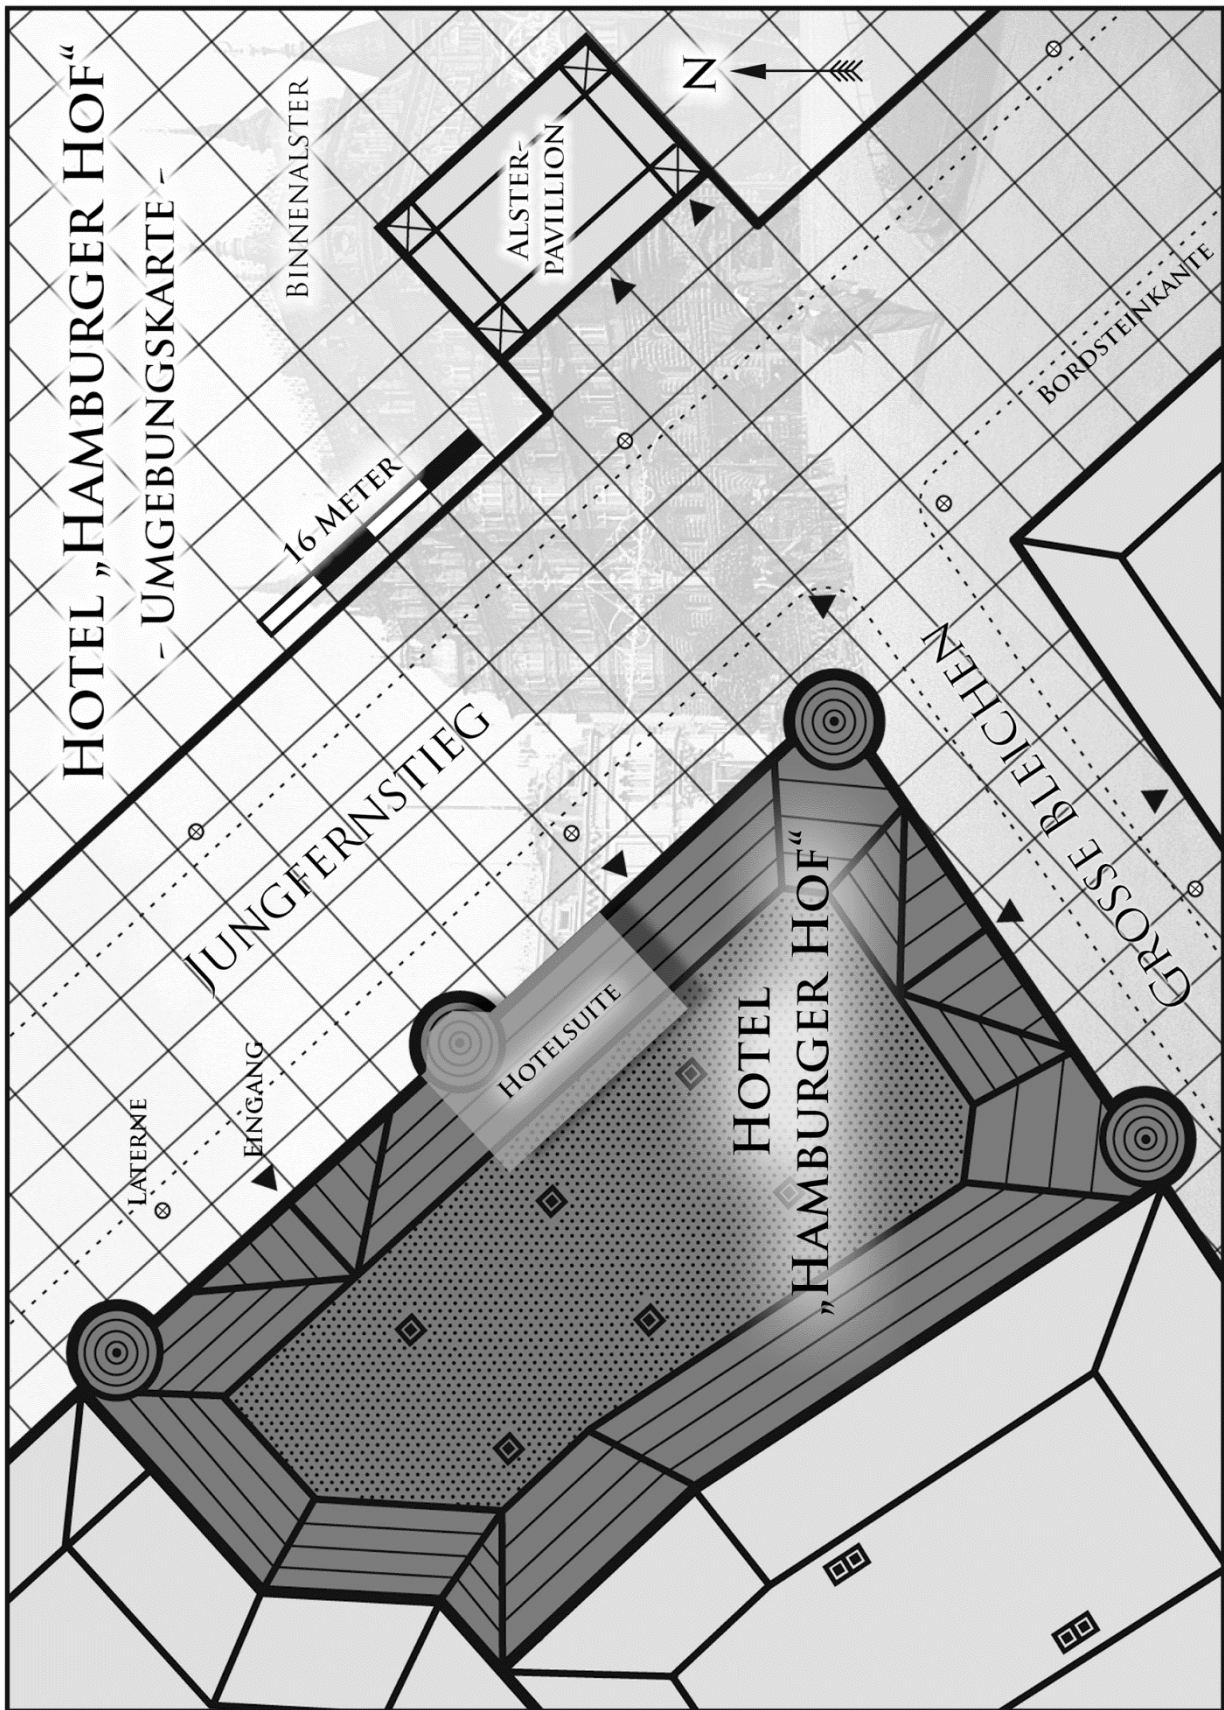 HOTEL „HAMBURGER HOF“
- UMGEBUNGSKARTE -
BINNENALSTER
N
ALSTER-
PAVILLION
16 METER
BORDSTEINKANTE
JUNGFERNSTIEG
GROSSE BLEICHEN
LATERNE
EINGANG
HOTELSUITE
HOTEL
„HAMBURGER HOF“